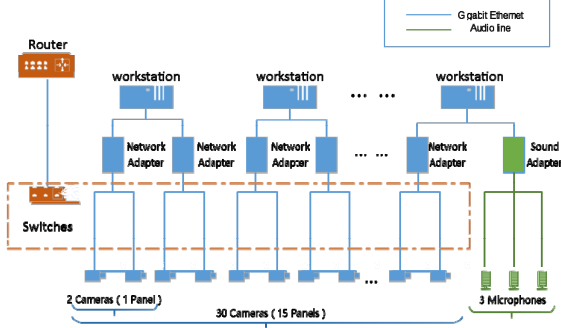 Gigabit Ethernet
Audio line
Router
workstation
workstation
... ...
workstation
Network
Adapter
Network
Adapter
Network
Adapter
Network
Adapter
... ...
Network
Adapter
Sound
Adapter
Switches
...
2 Cameras ( 1 Panel )
30 Cameras ( 15 Panels )
3 Microphones